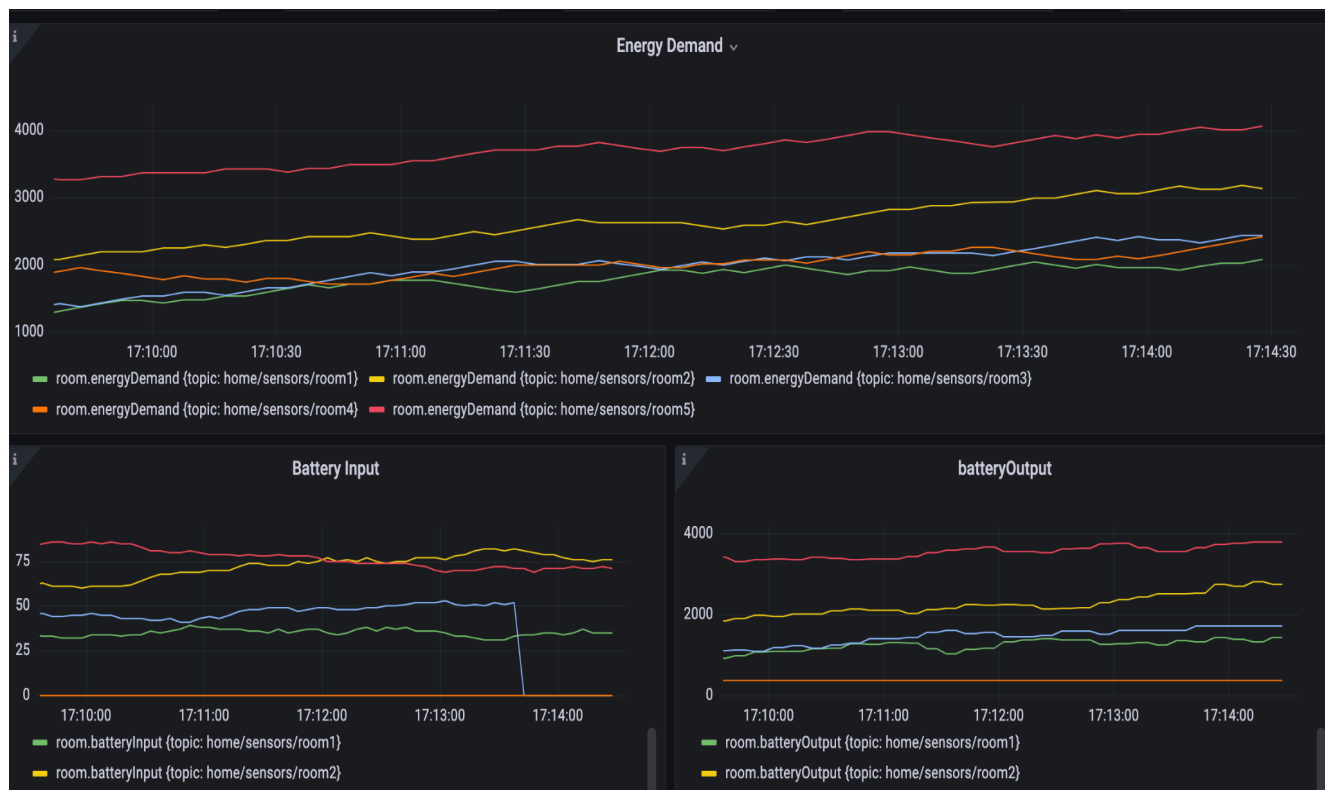 Energy Demand
4000
3000
2000
1000
17:10:00 17:10:30 17:11:00 17:11:30 17:12:00 17:12:30 17:13:00 17:13:30 17:14:00 17:14:30
room.energyDemand {topic: home/sensors/room1} room.energyDemand {topic: home/sensors/room2} room.energyDemand {topic: home/sensors/room3}
room.energyDemand {topic: home/sensors/room4} room.energyDemand {topic: home/sensors/room5}
Battery Input
75
50
25
0
17:10:00 17:11:00 17:12:00 17:13:00 17:14:00
room.batteryInput {topic: home/sensors/room1}
room.batteryInput {topic: home/sensors/room2}
batteryOutput
4000
2000
0
17:10:00 17:11:00 17:12:00 17:13:00 17:14:00
room.batteryOutput {topic: home/sensors/room1}
room.batteryOutput {topic: home/sensors/room2}